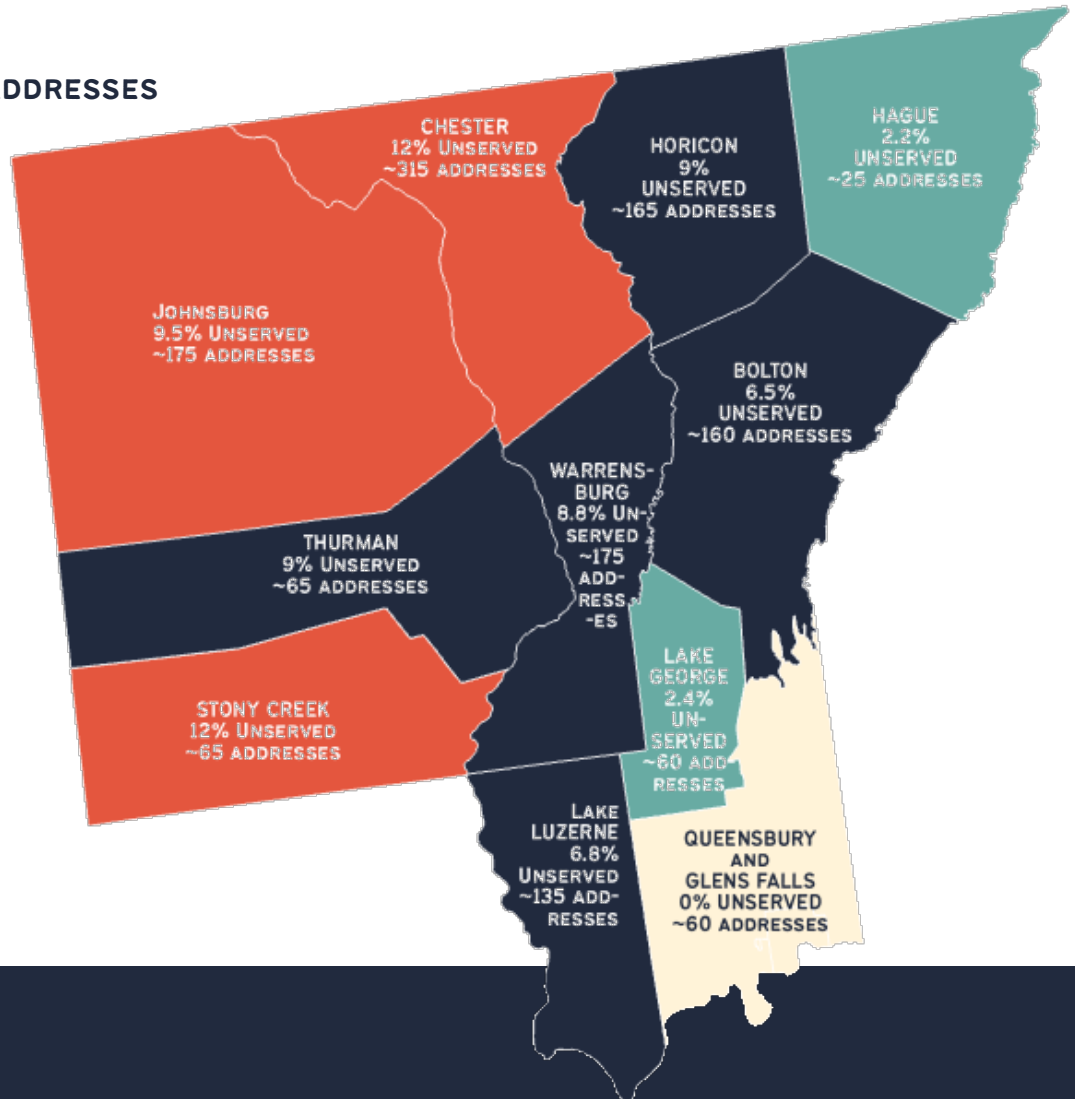 DDRESSES
CHESTER
12% UNSERVED
~315 ADDRESSES
HORICON
9%
UNSERVED
~165 ADDRESSES
HAGUE
2.2%
UNSERVED
~25 ADDRESSES
JOHNSBURG
9.5% UNSERVED
~175 ADDRESSES
BOLTON
6.5%
UNSERVED
~160 ADDRESSES
WARRENS-
BURG
8.8% UN-
SERVED
~175
ADD-
RESS
-ES
THURMAN
9% UNSERVED
~65 ADDRESSES
STONY CREEK
12% UNSERVED
~65 ADDRESSES
LAKE
GEORGE
2.4%
UN-
SERVED
~60 ADD-
RESSES
LAKE
LUZERNE
6.8%
UNSERVED
~135 ADD-
RESSES
QUEENSBURY
AND
GLENS FALLS
0% UNSERVED
~60 ADDRESSES